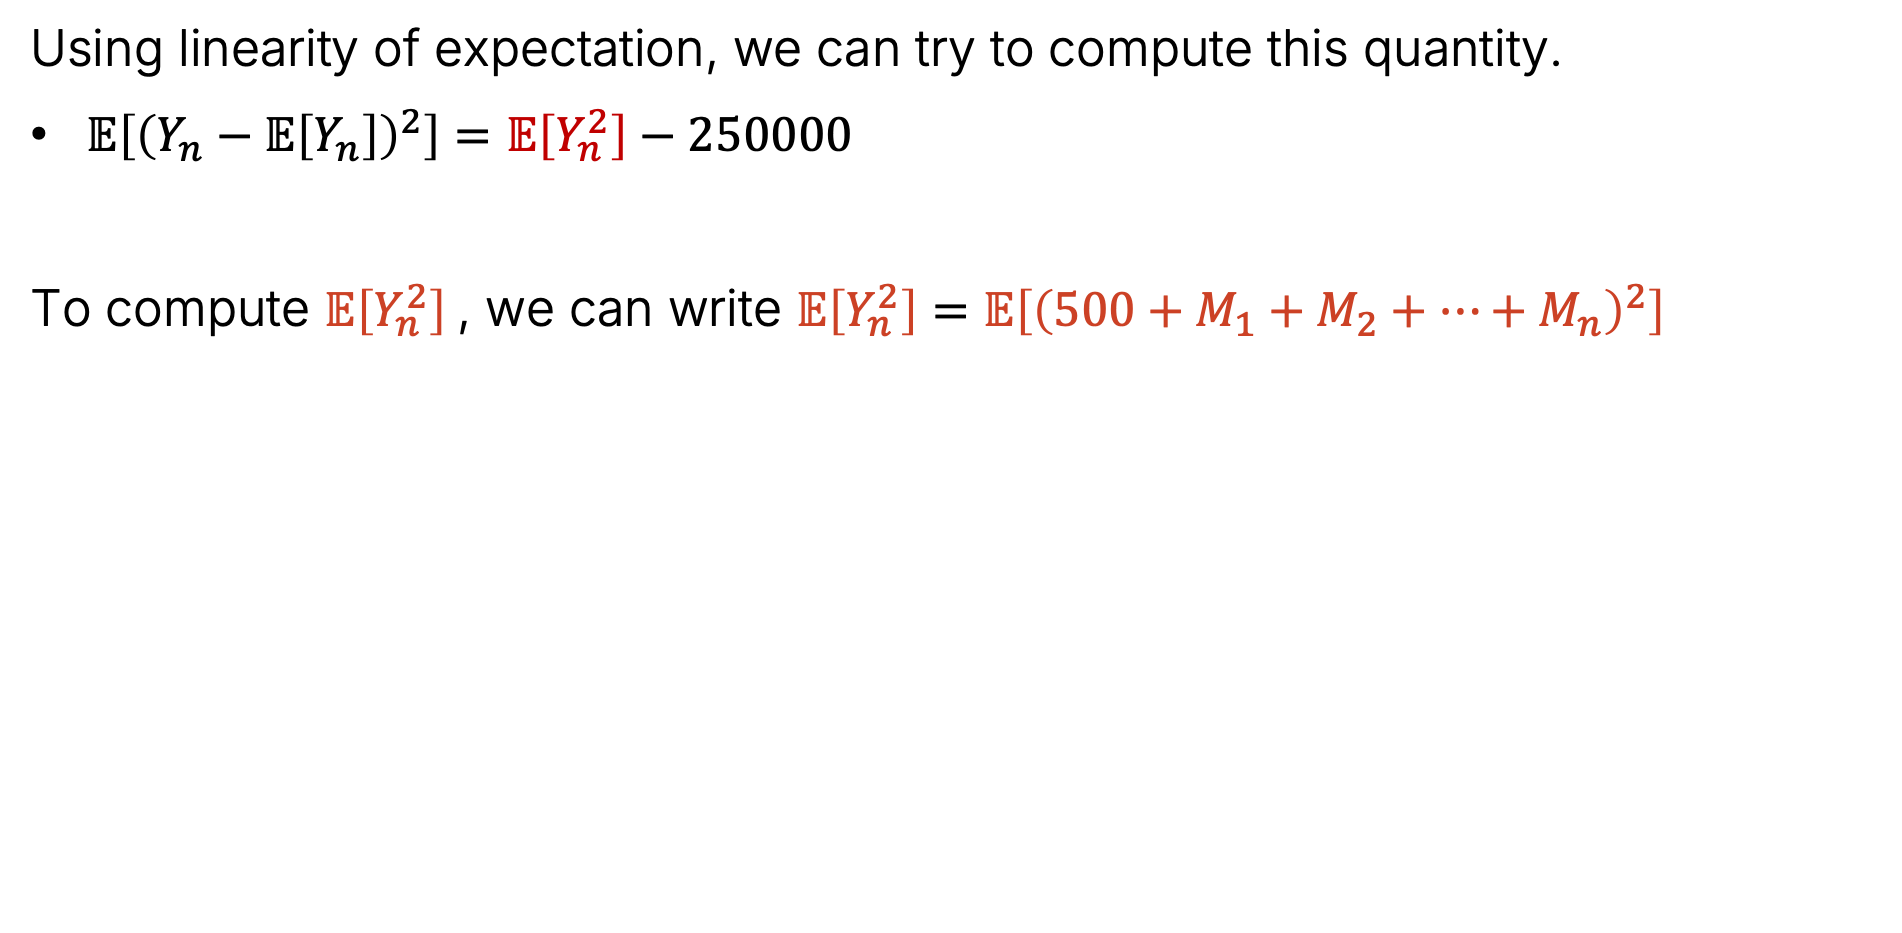 Using linearity of expectation, we can try to compute this quantity.
• 𝔼[(Yₙ − 𝔼[Yₙ])²] = 𝔼[Yₙ²] − 250000
To compute 𝔼[Yₙ²] , we can write 𝔼[Yₙ²] = 𝔼[(500 + M₁ + M₂ + ⋯ + Mₙ)²]